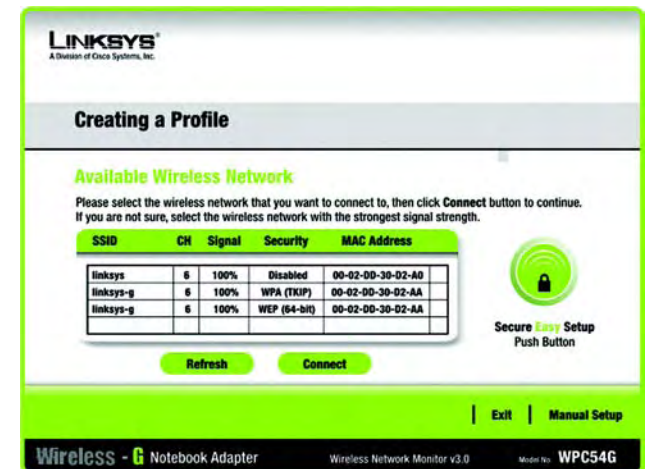 LINKSYS®
A Division of Cisco Systems, Inc.
Creating a Profile
Available Wireless Network
Please select the wireless network that you want to connect to, then click Connect button to continue.
If you are not sure, select the wireless network with the strongest signal strength.
SSID CH Signal Security MAC Address
linksys 6 100% Disabled 00-02-DD-30-D2-A0
linksys-g 6 100% WPA (TKIP) 00-02-DD-30-D2-AA
linksys-g 6 100% WEP (64-bit) 00-02-DD-30-D2-AA
Secure Easy Setup
Push Button
Refresh Connect
Exit Manual Setup
Wireless - G Notebook Adapter Wireless Network Monitor v3.0 Model No. WPC54G